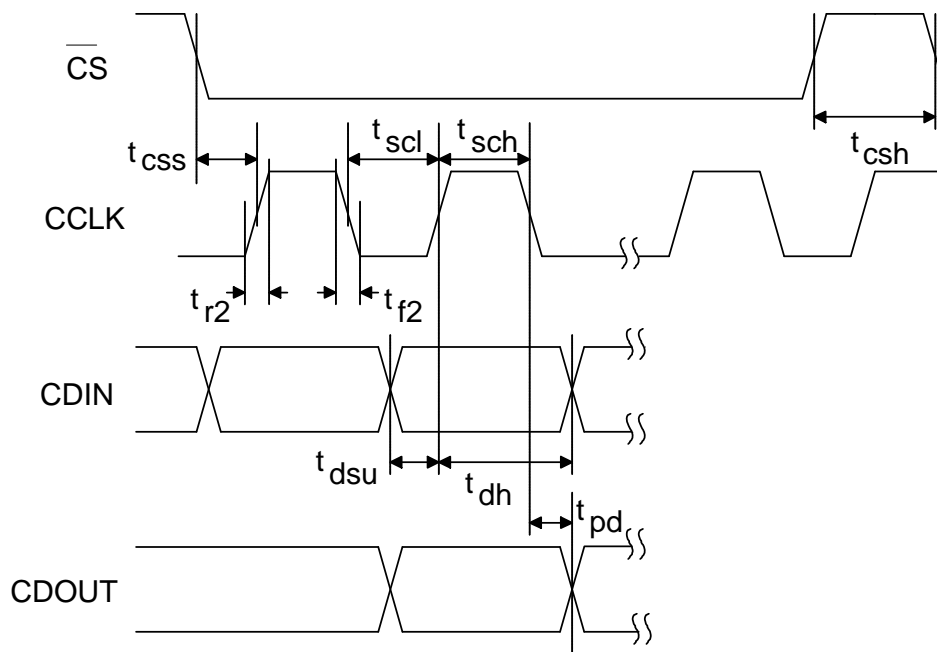 CS
t css
t scl
t sch
t csh
CCLK
t r2
t f2
CDIN
t dsu
t dh
t pd
CDOUT